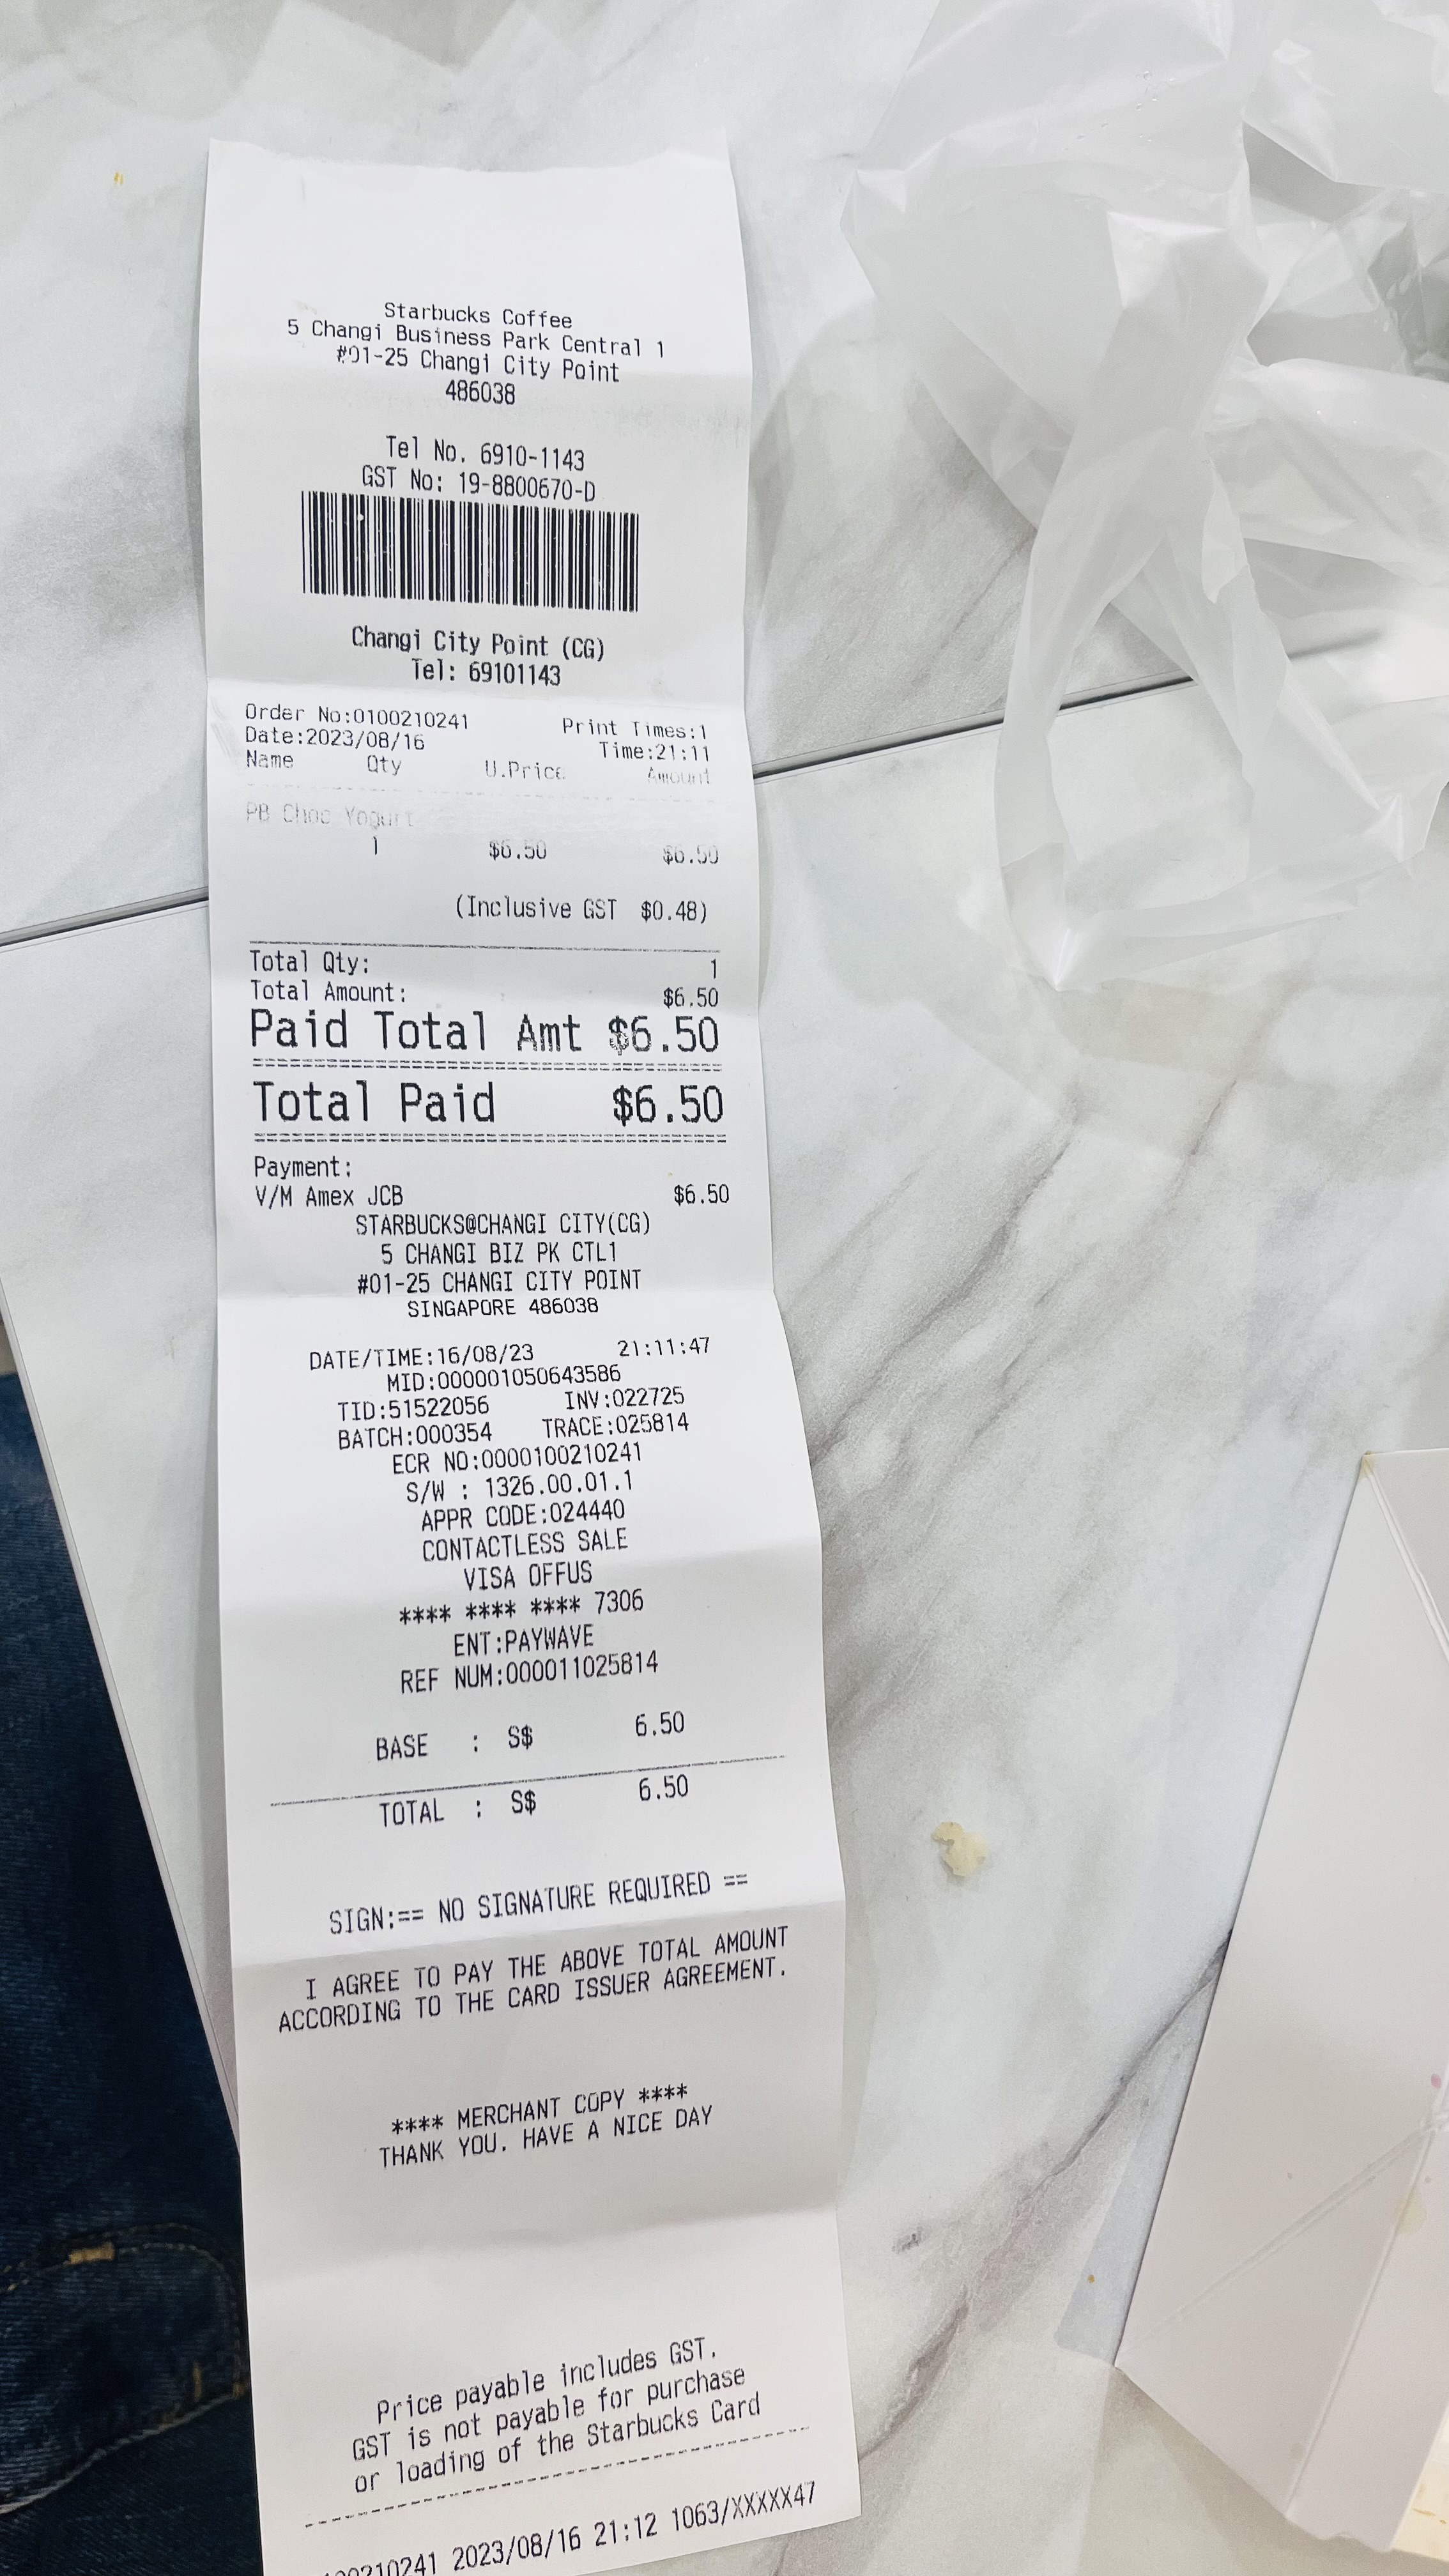 Starbucks Coffee
5 Changi Business Park Central 1
#01-25 Changi City Point
486038
Tel No. 6910-1143
GST No: 19-8800670-D
Changi City Point (CG)
Tel: 69101143
Order No:0100210241 Print Times:1
Date:2023/08/16 Time:21:11
Name Qty U.Price Amount
PB Choc Yogurt
1 $6.50 $6.50
(Inclusive GST $0.48)
Total Qty: 1
Total Amount: $6.50
Paid Total Amt $6.50
Total Paid $6.50
Payment:
V/M Amex JCB $6.50
STARBUCKS@CHANGI CITY(CG)
5 CHANGI BIZ PK CTL1
#01-25 CHANGI CITY POINT
SINGAPORE 486038
DATE/TIME:16/08/23 21:11:47
MID:000001050643586
TID:51522056 INV:022725
BATCH:000354 TRACE:025814
ECR NO:0000100210241
S/W : 1326.00.01.1
APPR CODE:024440
CONTACTLESS SALE
VISA OFFUS
**** **** **** 7306
ENT:PAYWAVE
REF NUM:000011025814
BASE : S$ 6.50
TOTAL : S$ 6.50
SIGN:== NO SIGNATURE REQUIRED ==
I AGREE TO PAY THE ABOVE TOTAL AMOUNT
ACCORDING TO THE CARD ISSUER AGREEMENT.
**** MERCHANT COPY ****
THANK YOU. HAVE A NICE DAY
Price payable includes GST.
GST is not payable for purchase
or loading of the Starbucks Card
2023/08/16 21:12 1063/XXXXX47